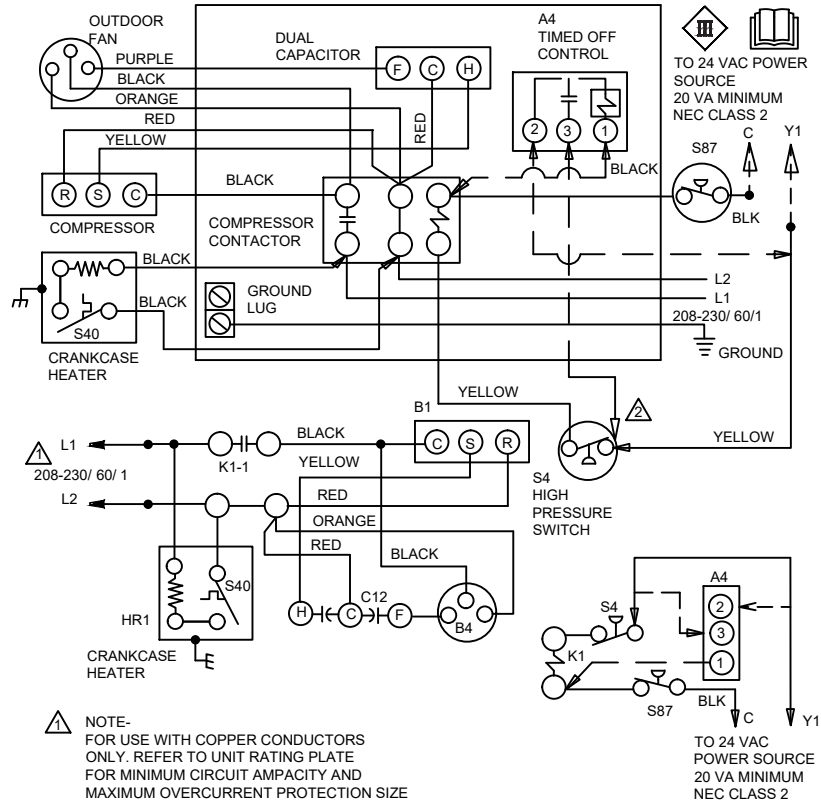 OUTDOOR
FAN
DUAL
CAPACITOR
A4
TIMED OFF
CONTROL
III
TO 24 VAC POWER
SOURCE
20 VA MINIMUM
NEC CLASS 2
PURPLE
BLACK
ORANGE
RED
YELLOW
F
C
H
RED
2
3
1
BLACK
S87
C
Y1
BLK
R
S
C
BLACK
COMPRESSOR
COMPRESSOR
CONTACTOR
BLACK
BLACK
S40
CRANKCASE
HEATER
GROUND
LUG
L2
L1
208-230/ 60/1
GROUND
YELLOW
2
YELLOW
S4
HIGH
PRESSURE
SWITCH
B1
C
S
R
1
L1
208-230/ 60/ 1
L2
K1-1
BLACK
YELLOW
RED
ORANGE
RED
BLACK
S40
HR1
CRANKCASE
HEATER
C12
H
C
F
B4
A4
2
3
1
S4
K1
S87
BLK
C
Y1
TO 24 VAC
POWER SOURCE
20 VA MINIMUM
NEC CLASS 2
1
NOTE-
FOR USE WITH COPPER CONDUCTORS
ONLY. REFER TO UNIT RATING PLATE
FOR MINIMUM CIRCUIT AMPACITY AND
MAXIMUM OVERCURRENT PROTECTION SIZE